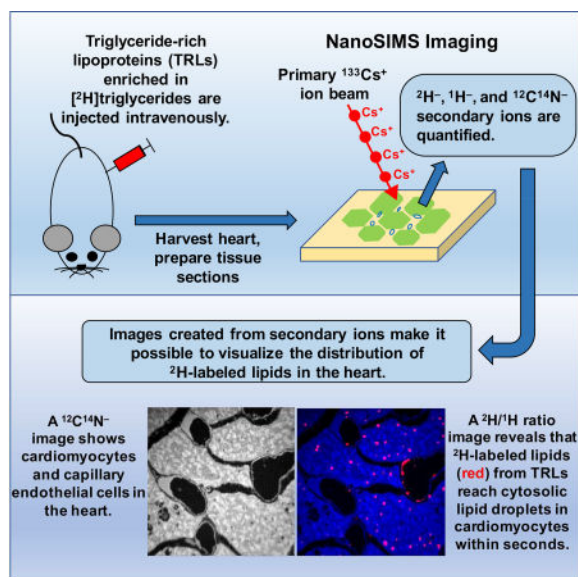 Triglyceride-rich
lipoproteins (TRLs)
enriched in
[²H]triglycerides are
injected intravenously.
NanoSIMS Imaging
Primary ¹³³Cs⁺
ion beam
Cs⁺
Cs⁺
Cs⁺
Cs⁺
²H⁻, ¹H⁻, and ¹²C¹⁴N⁻
secondary ions are
quantified.
Harvest heart,
prepare tissue
sections
Images created from secondary ions make it
possible to visualize the distribution of
²H-labeled lipids in the heart.
A ¹²C¹⁴N⁻
image shows
cardiomyocytes
and capillary
endothelial cells in
the heart.
A ²H/¹H ratio
image reveals that
²H-labeled lipids
(red) from TRLs
reach cytosolic
lipid droplets in
cardiomyocytes
within seconds.